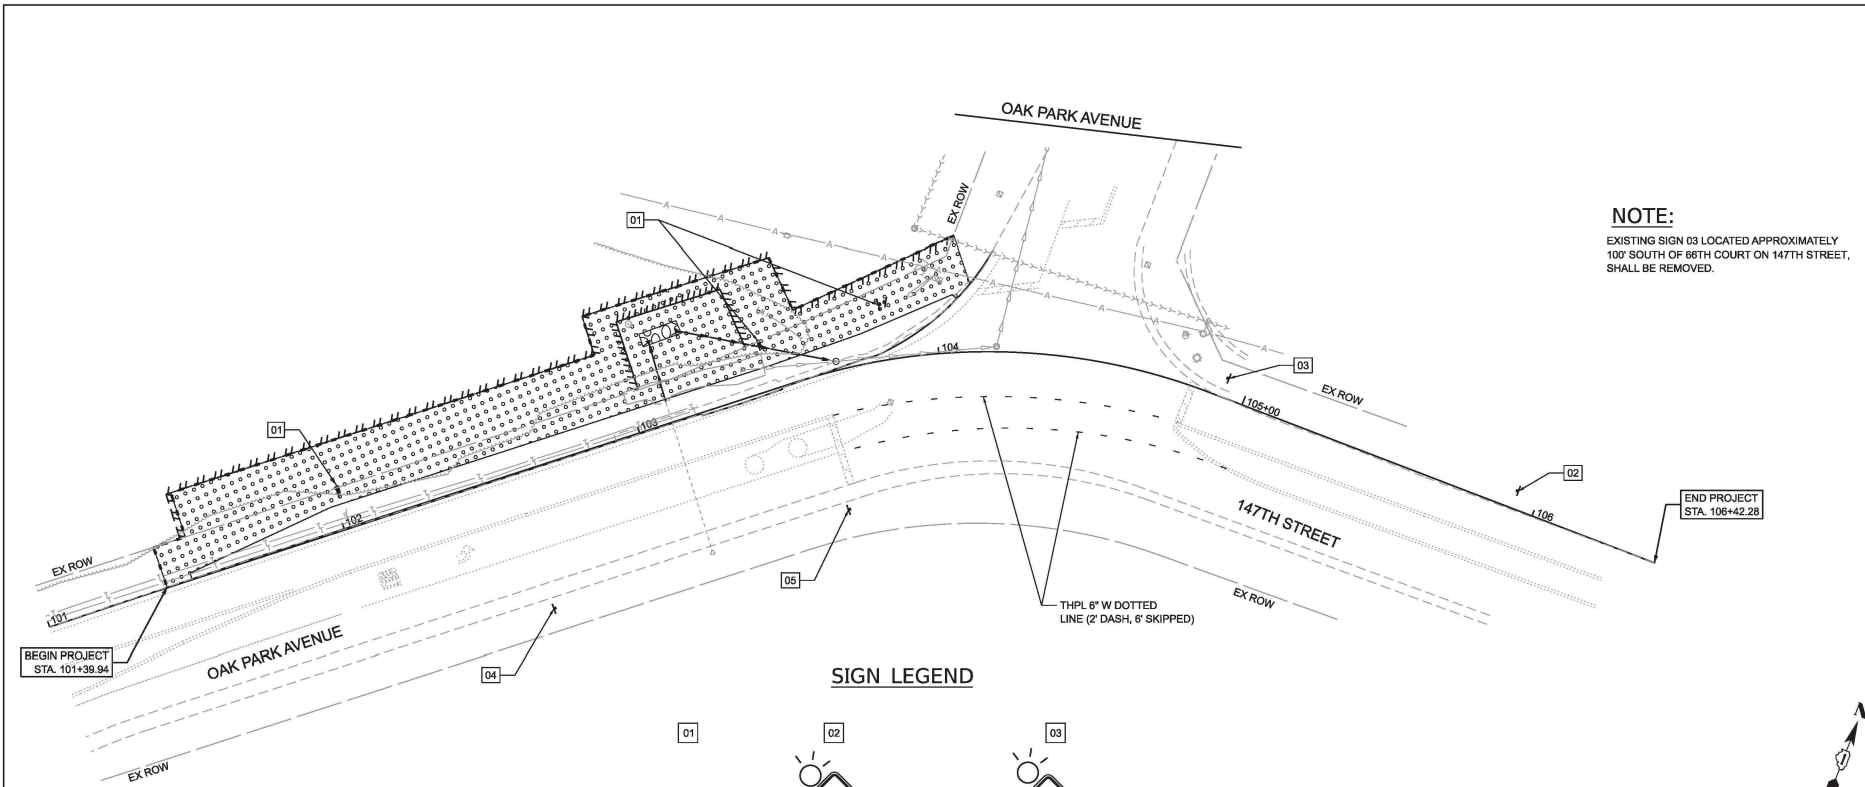 OAK PARK AVENUE
NOTE:
EXISTING SIGN 03 LOCATED APPROXIMATELY
100' SOUTH OF 66TH COURT ON 147TH STREET,
SHALL BE REMOVED.
01
EX ROW
A A A A A A A A
104
03
EX ROW
105+00
01
103
02
106
END PROJECT
STA. 106+42.28
102
147TH STREET
EX ROW
05
THPL 6" W DOTTED
LINE (2' DASH, 6' SKIPPED)
EX ROW
101
BEGIN PROJECT
STA. 101+39.94
OAK PARK AVENUE
04
SIGN LEGEND
EX ROW
01
02
03
N